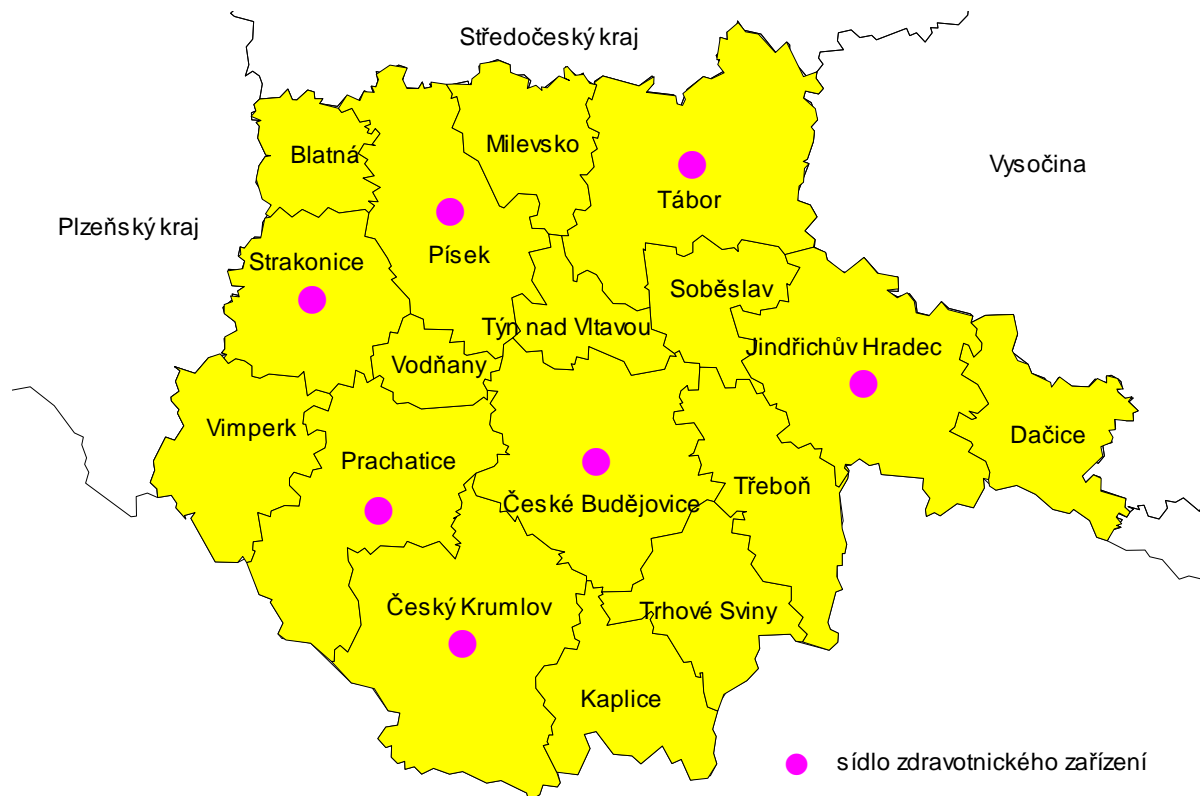 Středočeský kraj
Milevsko
Blatná
Vysočina
Tábor
Plzeňský kraj
Písek
Strakonice
Soběslav
Týn nad Vltavou
Jindřichův Hradec
Vodňany
Vimperk
Dačice
Prachatice
Třeboň
České Budějovice
Český Krumlov
Trhové Sviny
Kaplice
sídlo zdravotnického zařízení